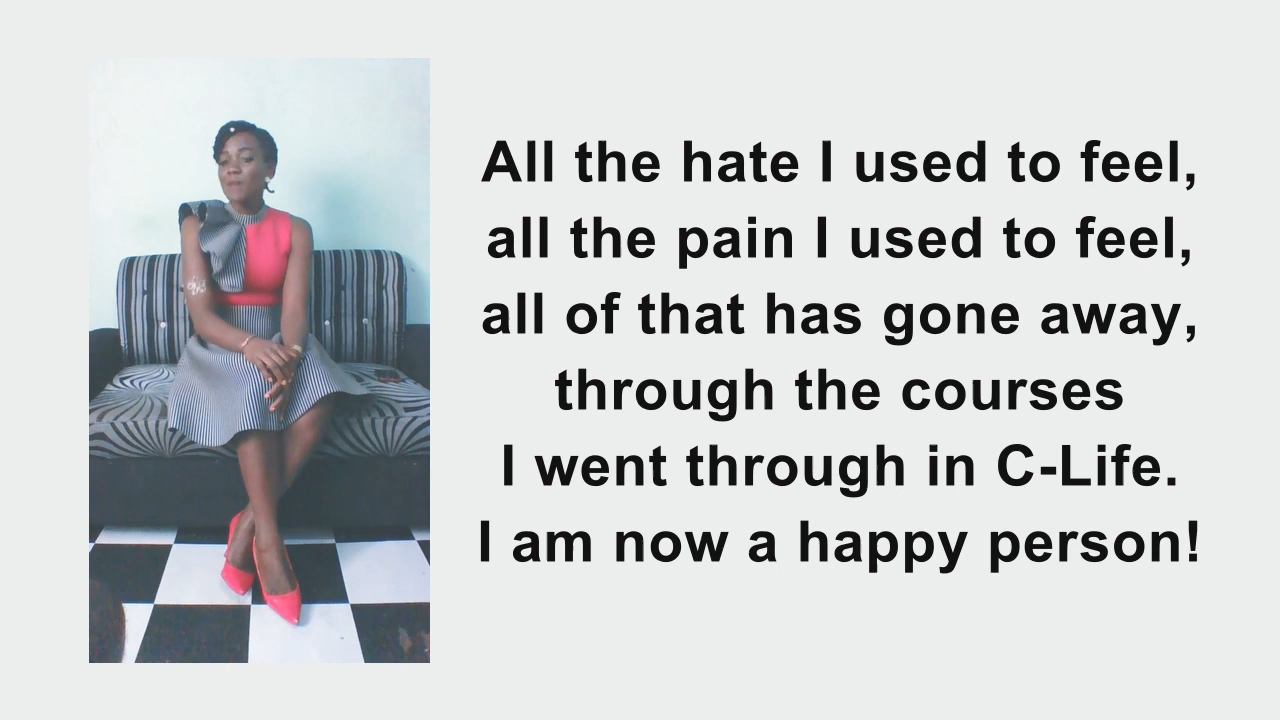 All the hate I used to feel,
all the pain I used to feel,
all of that has gone away,
through the courses
I went through in C-Life.
I am now a happy person!